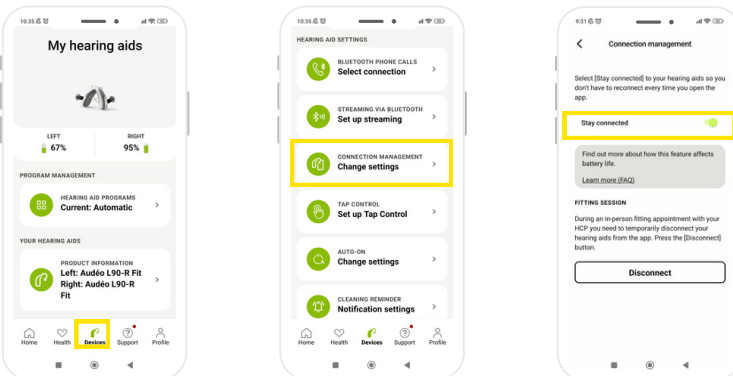 10:35
My hearing aids
LEFT
67%
RIGHT
95%
PROGRAM MANAGEMENT
HEARING AID PROGRAMS
Current: Automatic
YOUR HEARING AIDS
PRODUCT INFORMATION
Left: Audéo L90-R Fit
Right: Audéo L90-R
Fit
Home
Health
Devices
Support
Profile
10:35
HEARING AID SETTINGS
BLUETOOTH PHONE CALLS
Select connection
STREAMING VIA BLUETOOTH
Set up streaming
CONNECTION MANAGEMENT
Change settings
TAP CONTROL
Set up Tap Control
AUTO-ON
Change settings
CLEANING REMINDER
Notification settings
Home
Health
Devices
Support
Profile
9:31
Connection management
Select [Stay connected] to your hearing aids so you
don't have to reconnect every time you open the
app.
Stay connected
Find out more about how this feature affects
battery life.
Learn more (FAQ)
FITTING SESSION
During an in-person fitting appointment with your
HCP you need to temporarily disconnect your
hearing aids from the app. Press the [Disconnect]
button.
Disconnect